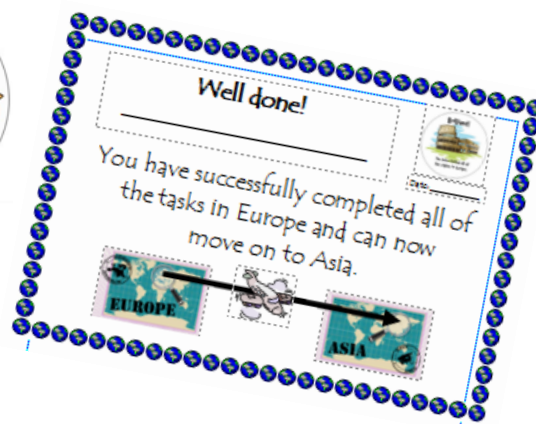 Well done!
Date:
You have successfully completed all of
the tasks in Europe and can now
move on to Asia.
EUROPE
ASIA